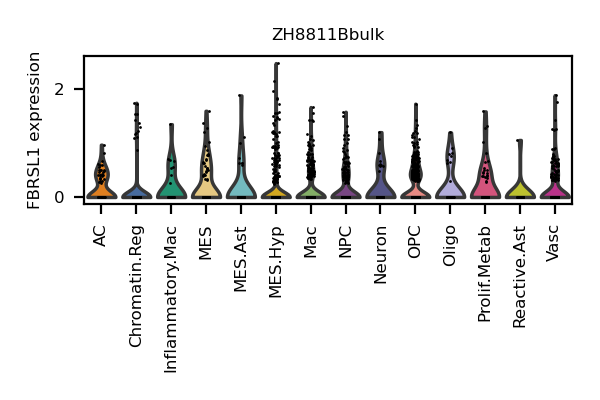 ZH8811Bbulk
FBRSL1 expression
2
0
AC
Chromatin.Reg
Inflammatory.Mac
MES
MES.Ast
MES.Hyp
Mac
NPC
Neuron
OPC
Oligo
Prolif.Metab
Reactive.Ast
Vasc